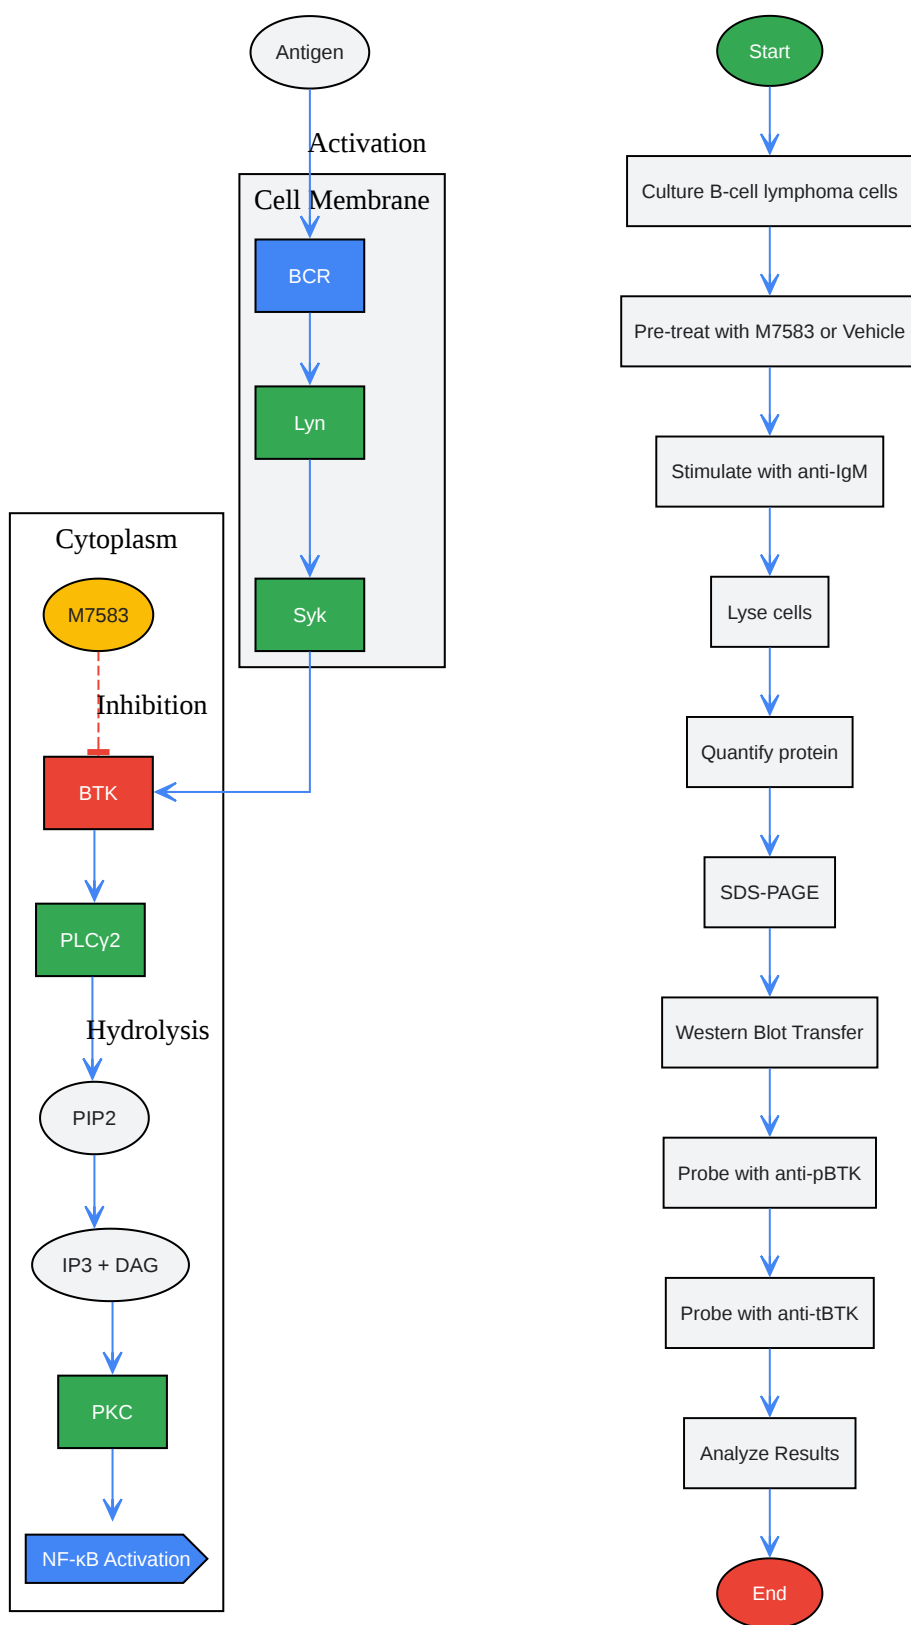 Antigen
Activation
Cell Membrane
BCR
Lyn
Syk
Cytoplasm
M7583
Inhibition
BTK
PLCγ2
Hydrolysis
PIP2
IP3 + DAG
PKC
NF-κB Activation
Start
Culture B-cell lymphoma cells
Pre-treat with M7583 or Vehicle
Stimulate with anti-IgM
Lyse cells
Quantify protein
SDS-PAGE
Western Blot Transfer
Probe with anti-pBTK
Probe with anti-tBTK
Analyze Results
End